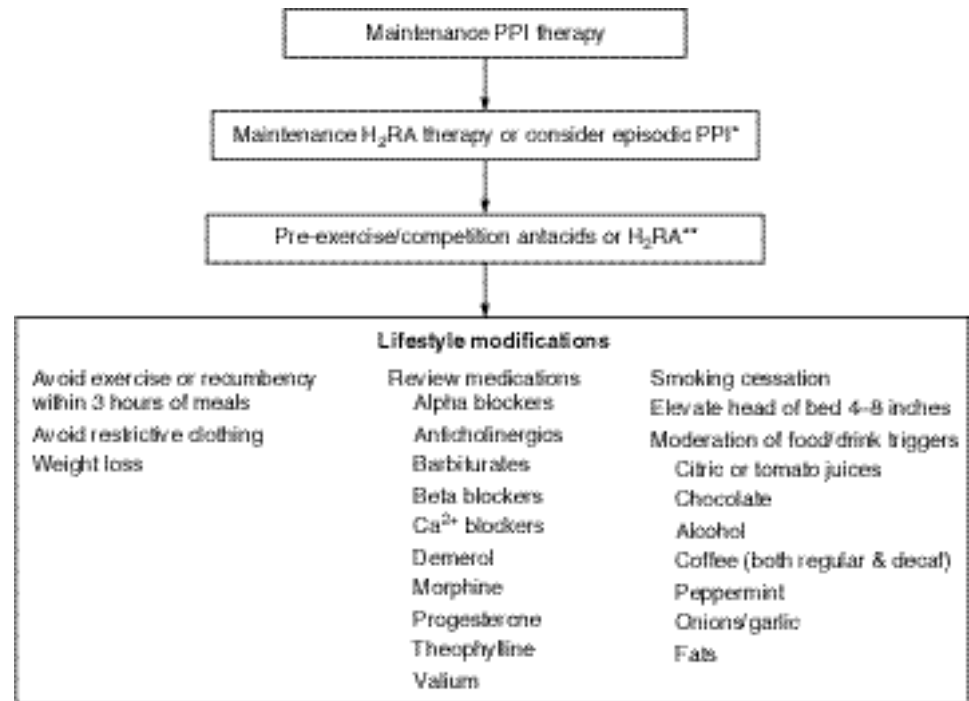 Maintenance PPI therapy
Maintenance H₂RA therapy or consider episodic PPI*
Pre-exercise/competition antacids or H₂RA**
Lifestyle modifications
Avoid exercise or recumbency
within 3 hours of meals
Avoid restrictive clothing
Weight loss
Review medications
Alpha blockers
Anticholinergics
Barbiturates
Beta blockers
Ca²⁺ blockers
Demerol
Morphine
Progesterone
Theophylline
Valium
Smoking cessation
Elevate head of bed 4–8 inches
Moderation of food/drink triggers
Citric or tomato juices
Chocolate
Alcohol
Coffee (both regular & decaf)
Peppermint
Onions/garlic
Fats